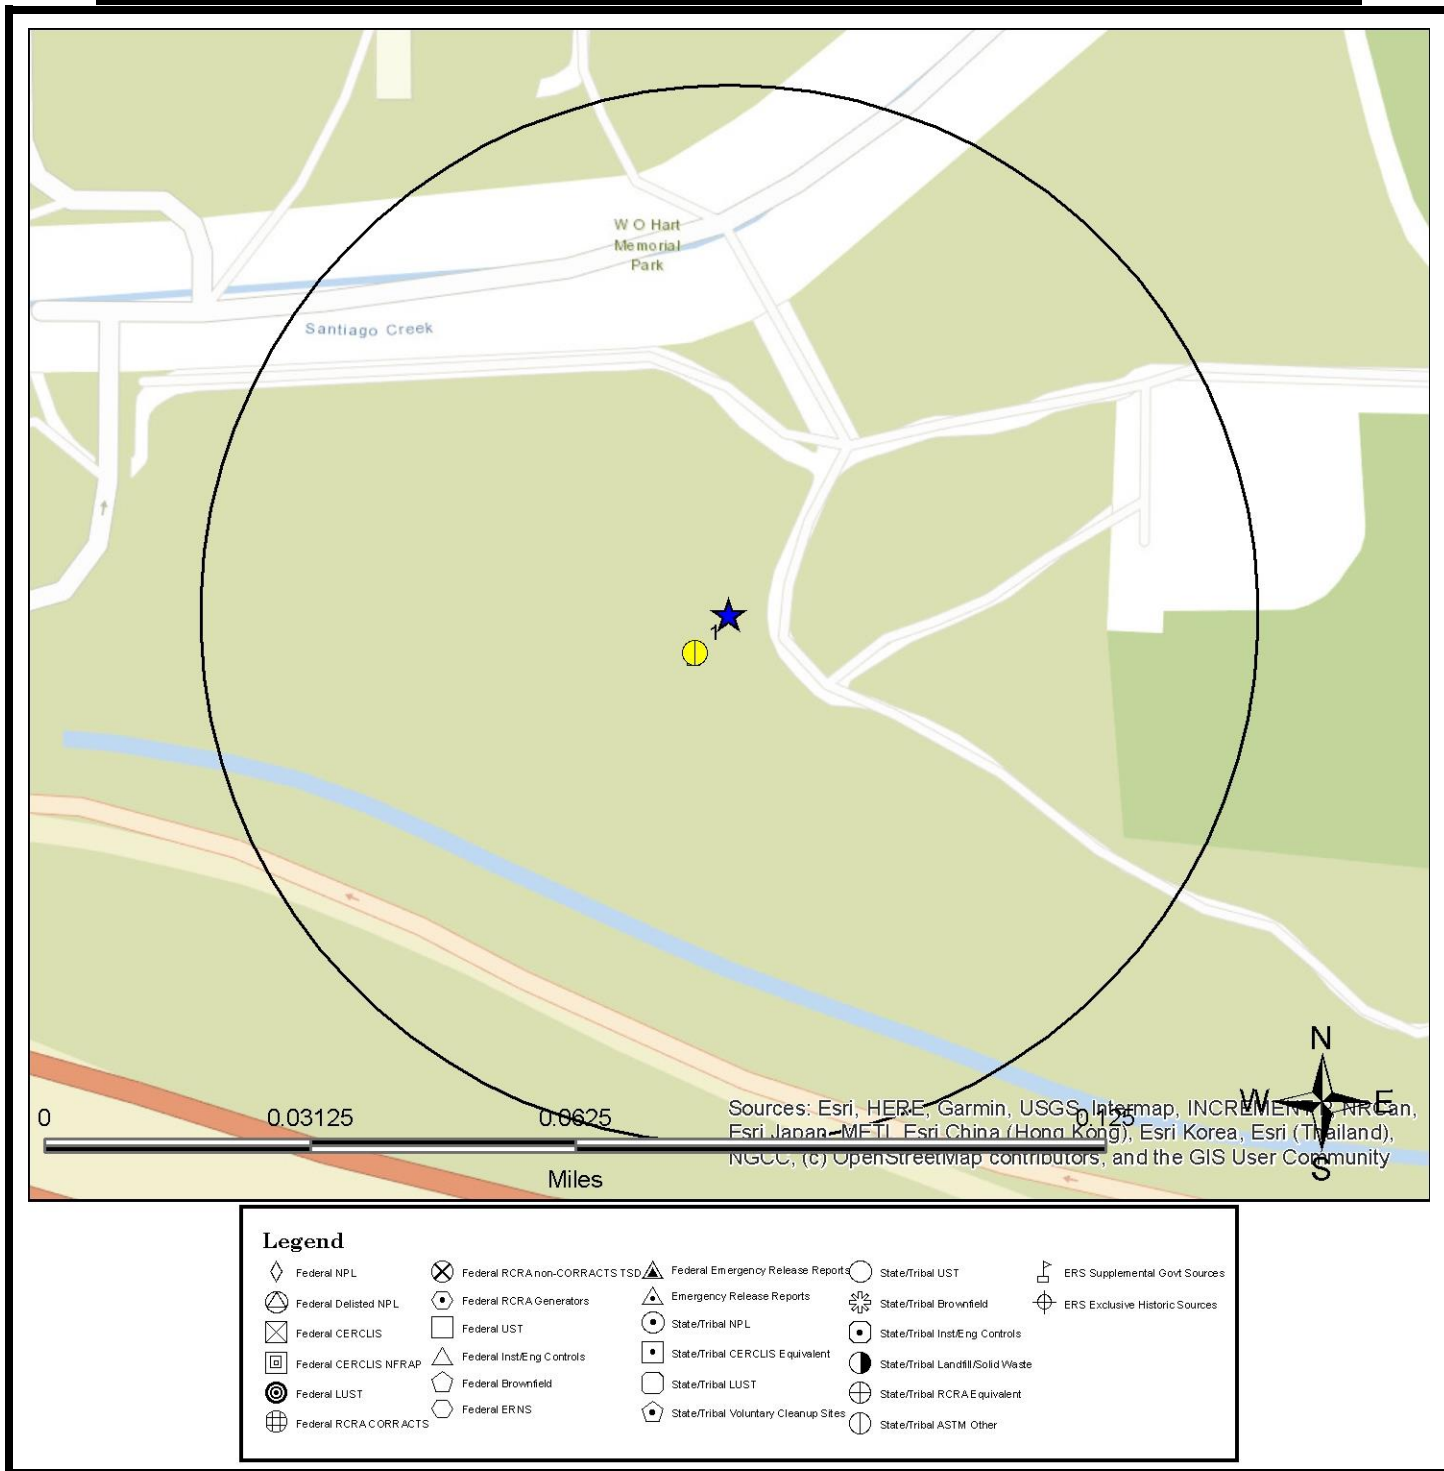 W O Hart
Memorial
Park
Santiago Creek
1
N
W E
S
0 0.03125 0.0625 0.125
Miles
Sources: Esri, HERE, Garmin, USGS, Intermap, INCREMENT P, NRCan,
Esri Japan, METI, Esri China (Hong Kong), Esri Korea, Esri (Thailand),
NGCC, (c) OpenStreetMap contributors, and the GIS User Community
Legend
Federal NPL
Federal Delisted NPL
Federal CERCLIS
Federal CERCLIS NFRAP
Federal LUST
Federal RCRA CORRACTS
Federal RCRA non-CORRACTS TSD
Federal RCRA Generators
Federal UST
Federal Inst/Eng Controls
Federal Brownfield
Federal ERNS
Federal Emergency Release Reports
Emergency Release Reports
State/Tribal NPL
State/Tribal CERCLIS Equivalent
State/Tribal LUST
State/Tribal Voluntary Cleanup Sites
State/Tribal UST
State/Tribal Brownfield
State/Tribal Inst/Eng Controls
State/Tribal Landfill/Solid Waste
State/Tribal RCRA Equivalent
State/Tribal ASTM Other
ERS Supplemental Govt Sources
ERS Exclusive Historic Sources